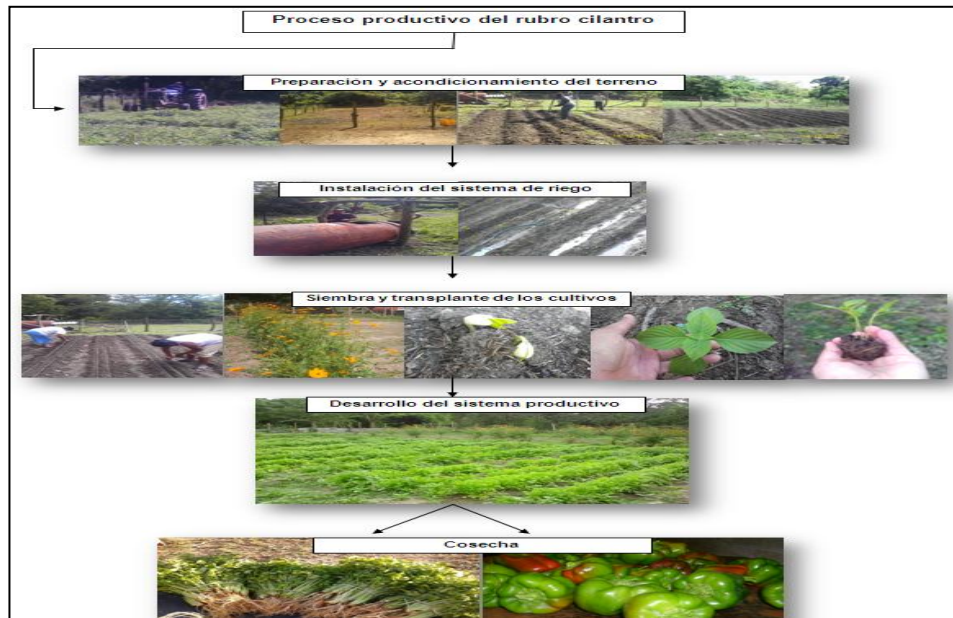 Proceso productivo del rubro cilantro
Preparación y acondicionamiento del terreno
Instalación del sistema de riego
Siembra y transplante de los cultivos
Desarrollo del sistema productivo
Cosecha